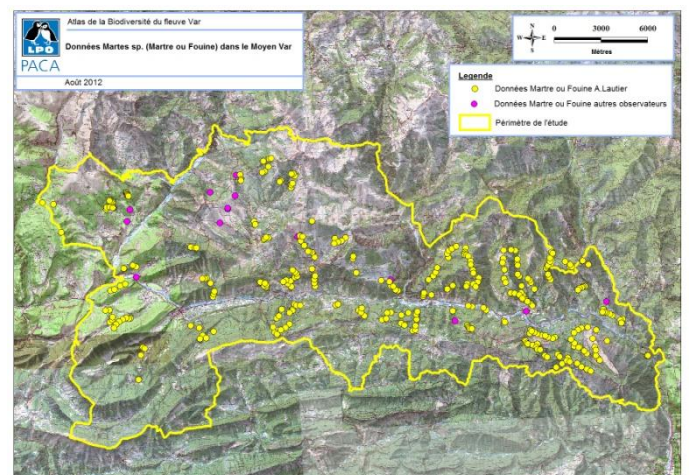 LPO
PACA
Atlas de la Biodiversité du fleuve Var
Données Martes sp. (Martre ou Fouine) dans le Moyen Var
Août 2012
N
W E
S
0 3000 6000
Mètres
Legende
Données Martre ou Fouine A.Lautier
Données Martre ou Fouine autres observateurs
Périmètre de l'étude